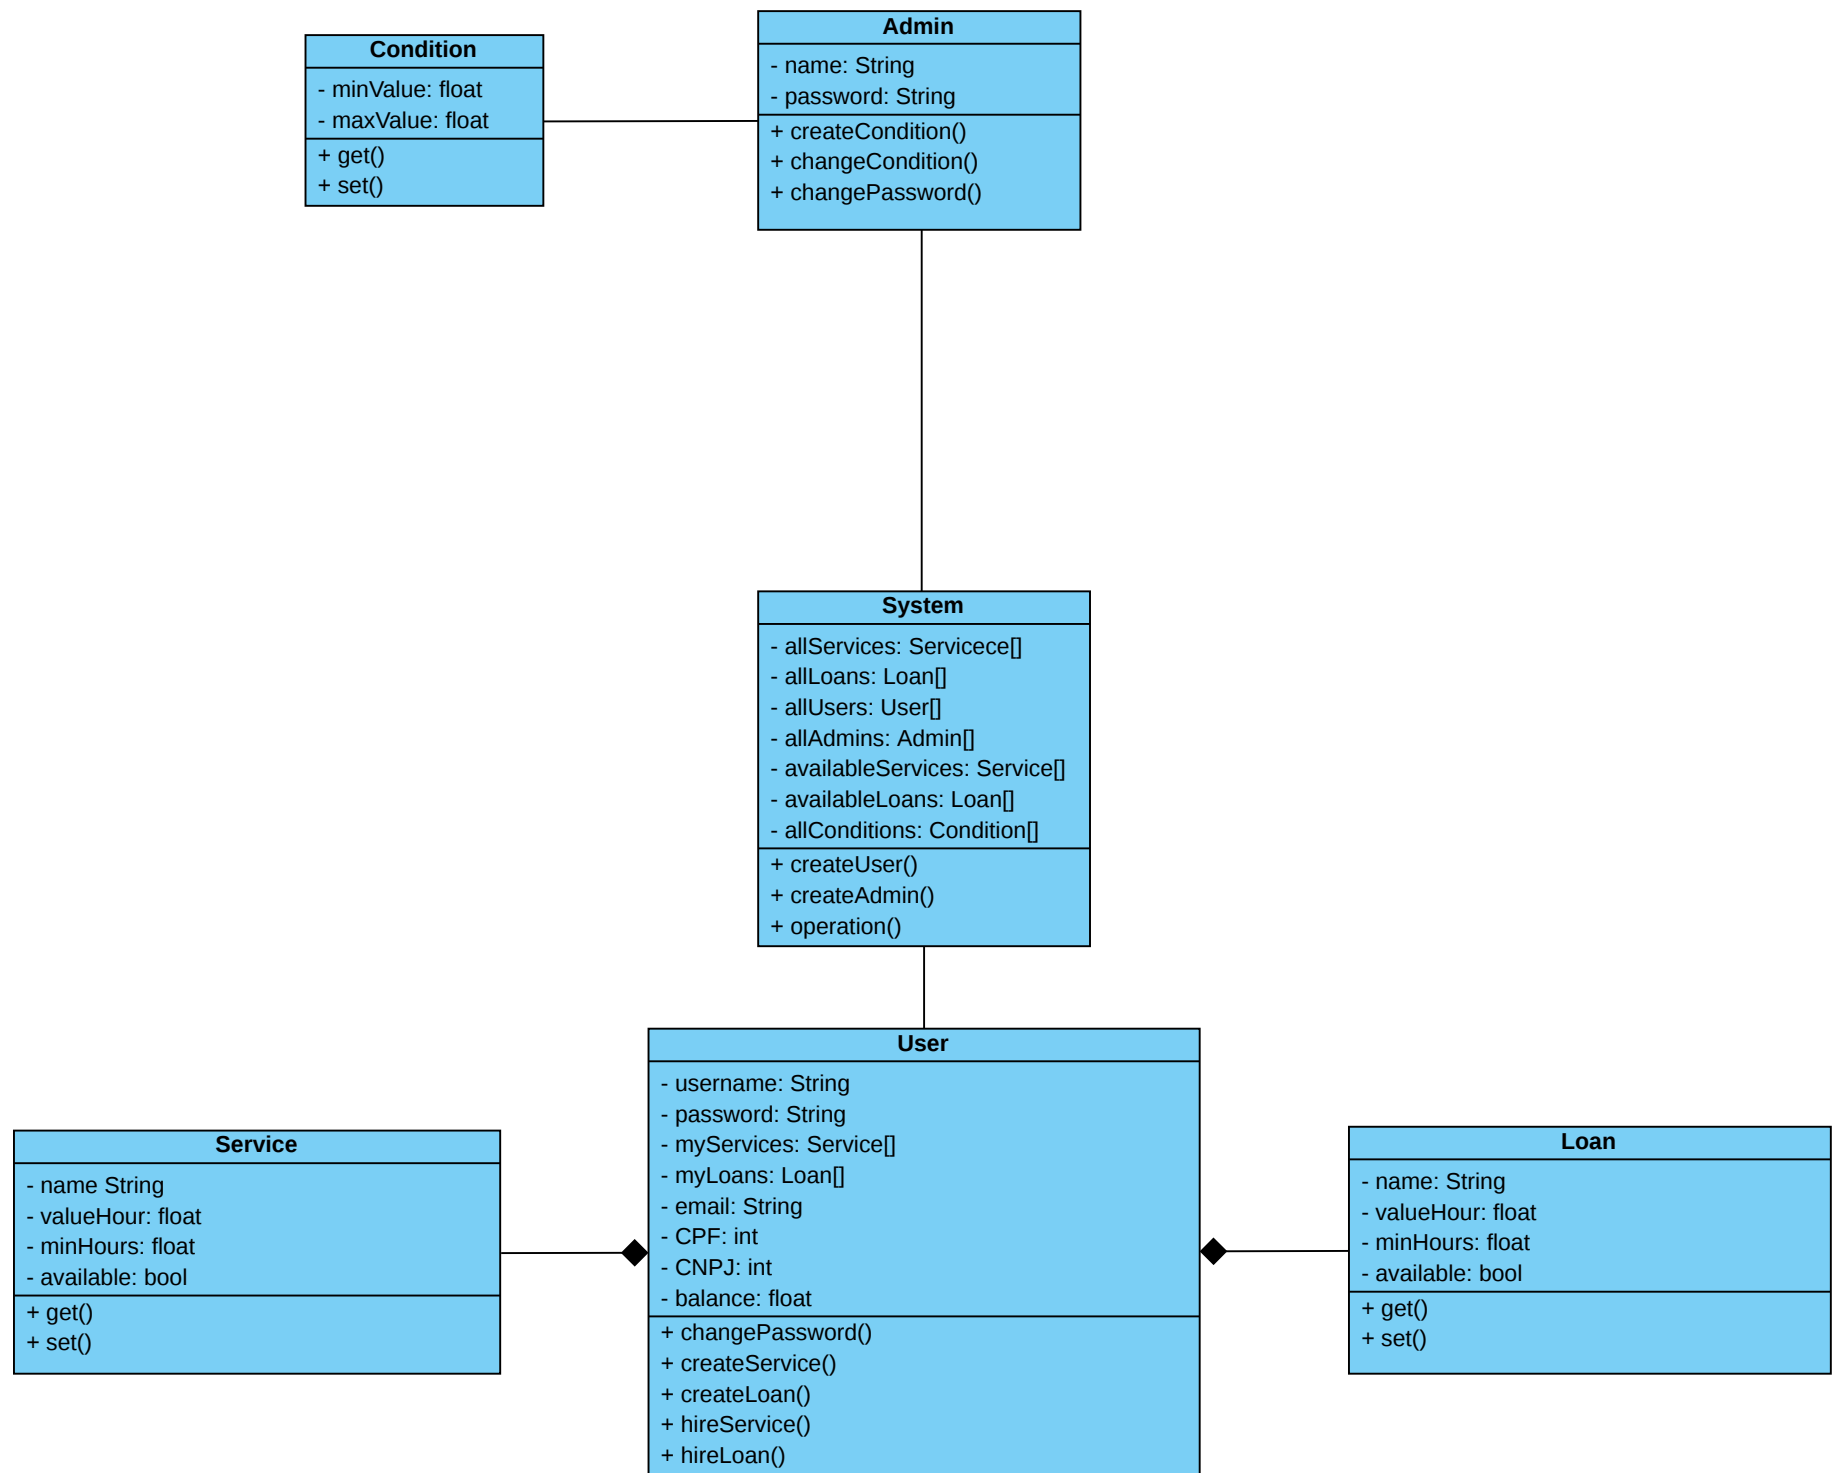 Condition
- minValue: float
- maxValue: float
+ get()
+ set()
Admin
- name: String
- password: String
+ createCondition()
+ changeCondition()
+ changePassword()
System
- allServices: Servicece[]
- allLoans: Loan[]
- allUsers: User[]
- allAdmins: Admin[]
- availableServices: Service[]
- availableLoans: Loan[]
- allConditions: Condition[]
+ createUser()
+ createAdmin()
+ operation()
Service
- name String
- valueHour: float
- minHours: float
- available: bool
+ get()
+ set()
User
- username: String
- password: String
- myServices: Service[]
- myLoans: Loan[]
- email: String
- CPF: int
- CNPJ: int
- balance: float
+ changePassword()
+ createService()
+ createLoan()
+ hireService()
+ hireLoan()
Loan
- name: String
- valueHour: float
- minHours: float
- available: bool
+ get()
+ set()